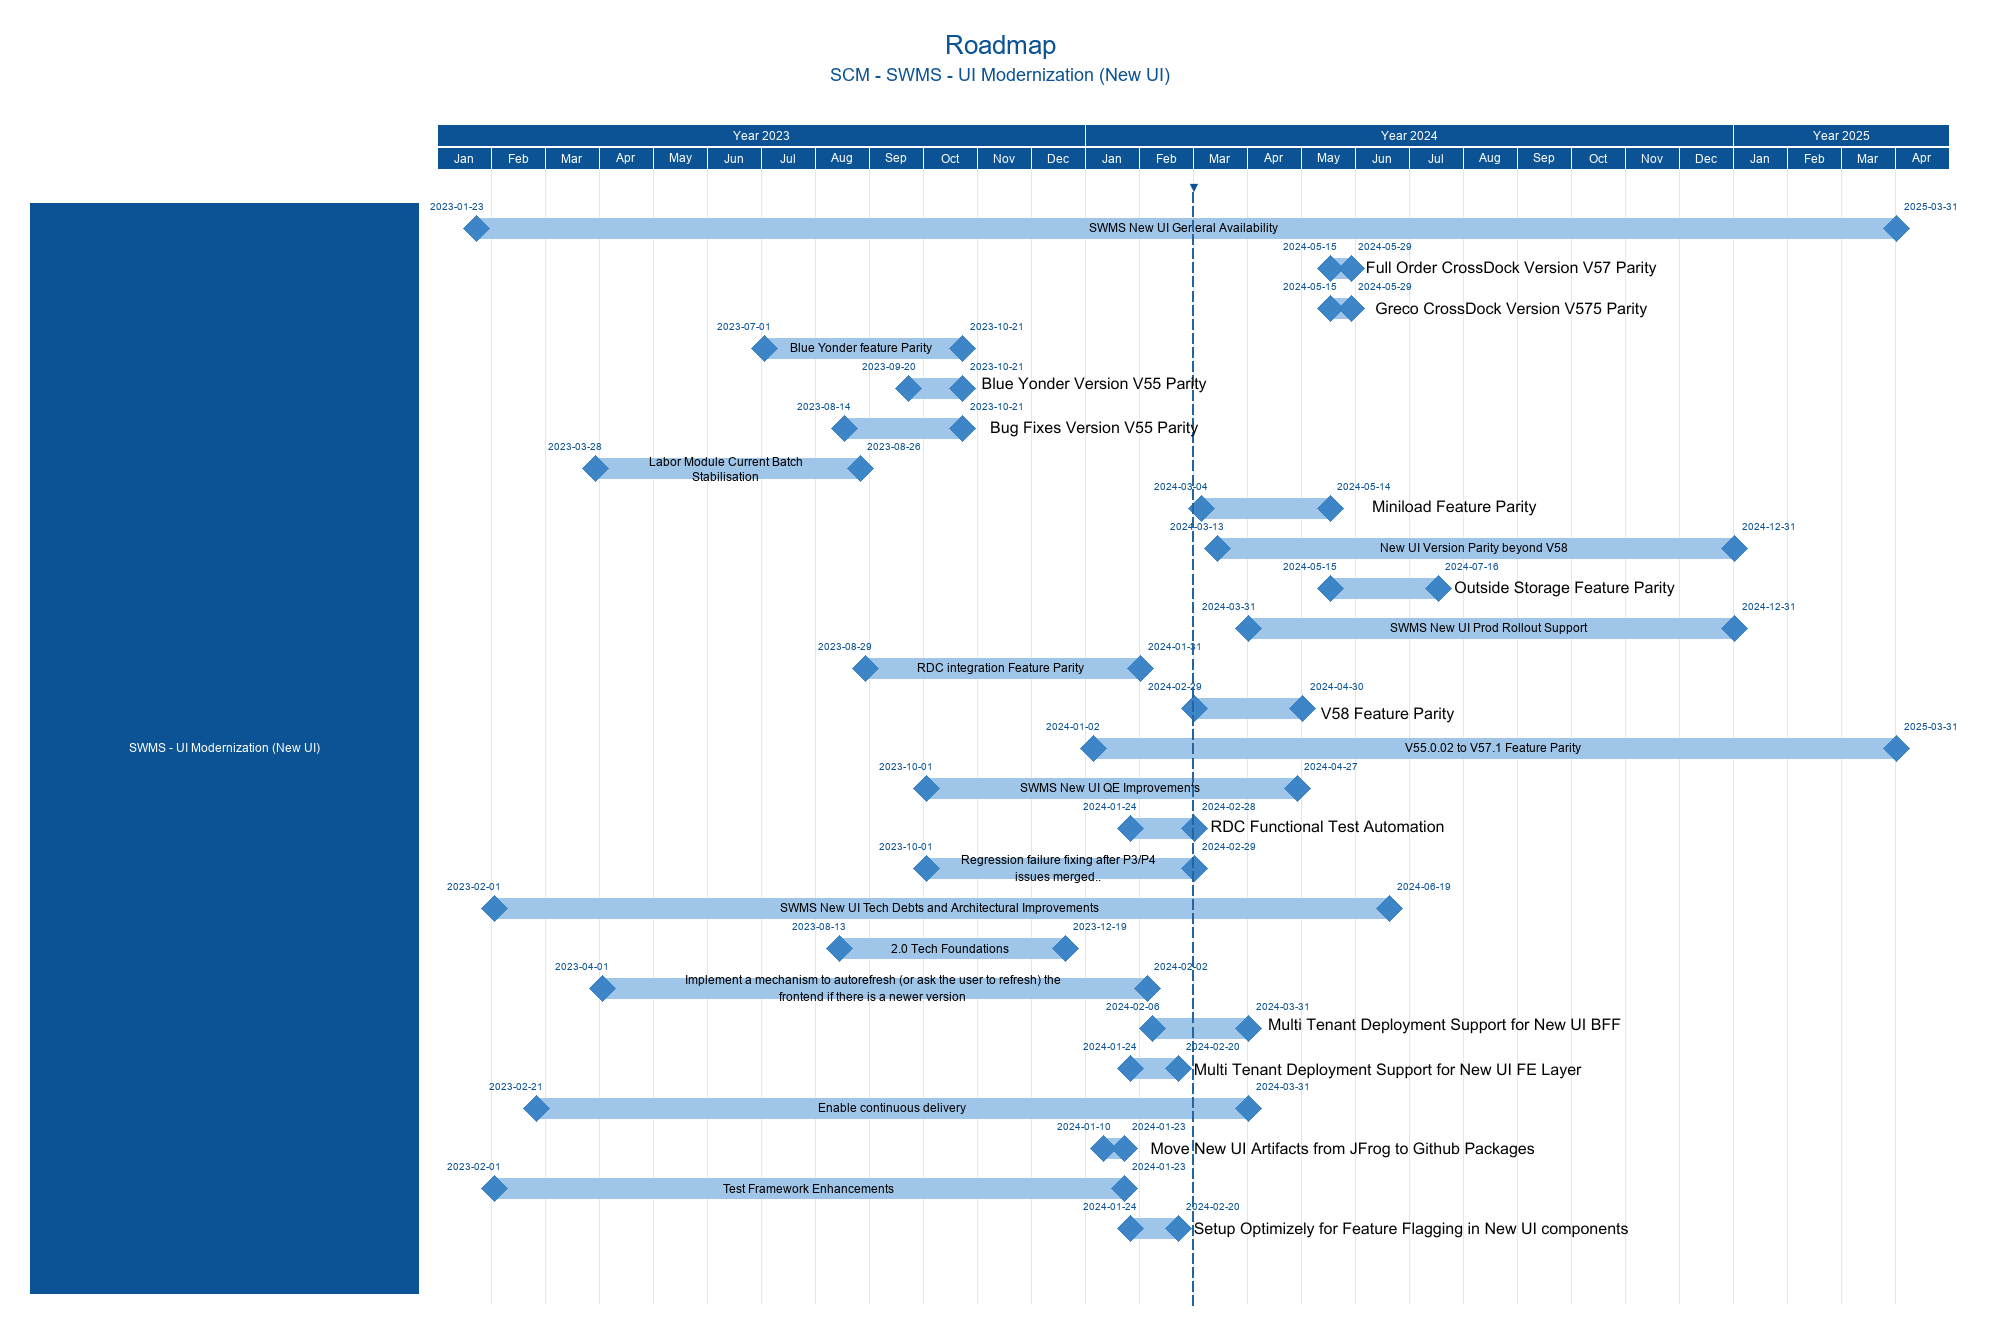 Roadmap
SCM - SWMS - UI Modernization (New UI)
Year 2023 Year 2024 Year 2025
Jan Feb Mar Apr May Jun Jul Aug Sep Oct Nov Dec Jan Feb Mar Apr May Jun Jul Aug Sep Oct Nov Dec Jan Feb Mar Apr
SWMS - UI Modernization (New UI)
2023-01-23 2025-03-31
SWMS New UI General Availability
2024-05-15 2024-05-29
Full Order CrossDock Version V57 Parity
2024-05-15 2024-05-29
Greco CrossDock Version V575 Parity
2023-07-01 2023-10-21
Blue Yonder feature Parity
2023-09-20 2023-10-21
Blue Yonder Version V55 Parity
2023-08-14 2023-10-21
Bug Fixes Version V55 Parity
2023-03-28 2023-08-26
Labor Module Current Batch
Stabilisation
2024-03-04 2024-05-14
Miniload Feature Parity
2024-03-13 2024-12-31
New UI Version Parity beyond V58
2024-05-15 2024-07-16
Outside Storage Feature Parity
2024-03-31 2024-12-31
SWMS New UI Prod Rollout Support
2023-08-29 2024-01-31
RDC integration Feature Parity
2024-02-29 2024-04-30
V58 Feature Parity
2024-01-02 2025-03-31
V55.0.02 to V57.1 Feature Parity
2023-10-01 2024-04-27
SWMS New UI QE Improvements
2024-01-24 2024-02-28
RDC Functional Test Automation
2023-10-01 2024-02-29
Regression failure fixing after P3/P4
issues merged..
2023-02-01 2024-06-19
SWMS New UI Tech Debts and Architectural Improvements
2023-08-13 2023-12-19
2.0 Tech Foundations
2023-04-01 2024-02-02
Implement a mechanism to autorefresh (or ask the user to refresh) the
frontend if there is a newer version
2024-02-06 2024-03-31
Multi Tenant Deployment Support for New UI BFF
2024-01-24 2024-02-20
Multi Tenant Deployment Support for New UI FE Layer
2023-02-21 2024-03-31
Enable continuous delivery
2024-01-10 2024-01-23
Move New UI Artifacts from JFrog to Github Packages
2023-02-01 2024-01-23
Test Framework Enhancements
2024-01-24 2024-02-20
Setup Optimizely for Feature Flagging in New UI components